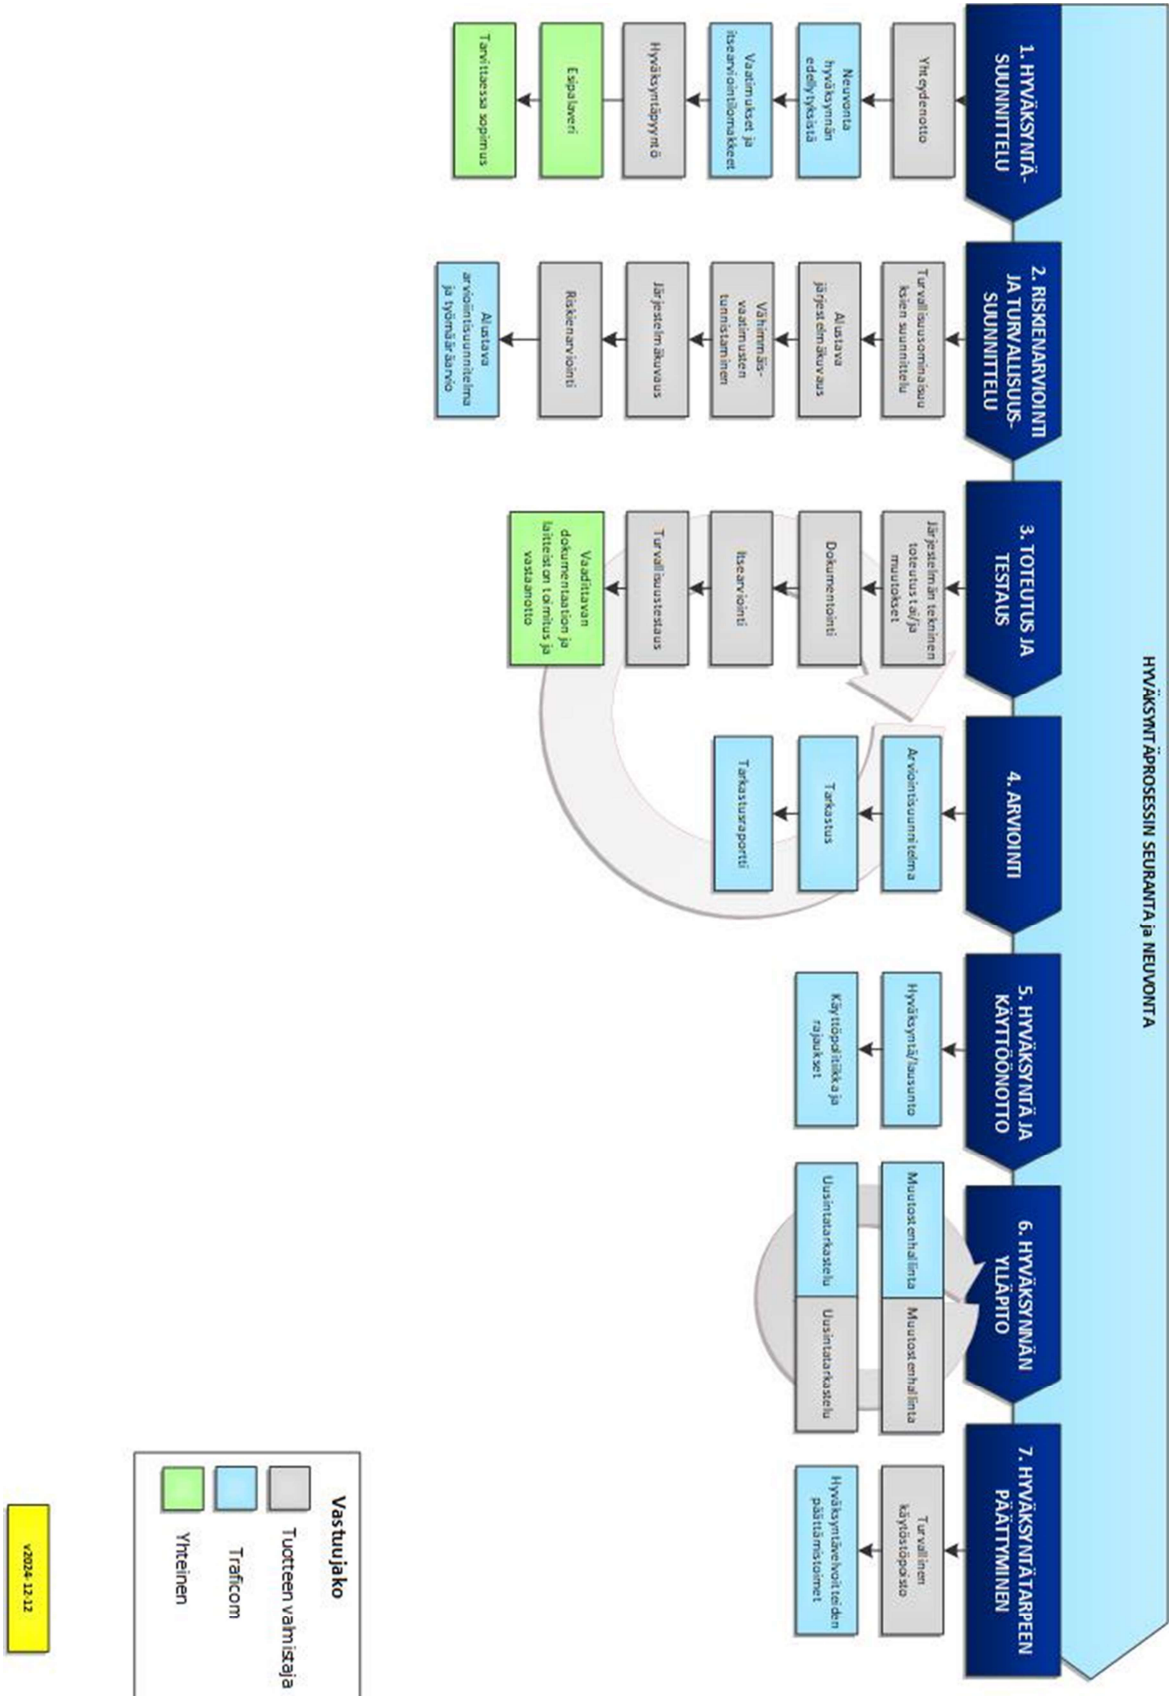 HYVÄKSYNTÄPROSESSIN SEURANTA ja NEUVONTA
1. HYVÄKSYNTÄ-
SUUNNITTELU
Yhteydenotto
Neuvonta
hyväksynnän
edellytyksistä
Vaatimukset ja
itsearviointilomakkeet
Hyväksyntäpyyntö
Esipalaveri
Tarvittaessa sopimus
2. RISKIENARVIOINTI
JA TURVALLISUUS-
SUUNNITTELU
Turvallisuusominaisuu
ksien suunnittelu
Alustava
järjestelmäkuvaus
Vähimmäis-
vaatimusten
tunnistaminen
Järjestelmäkuvaus
Riskienarviointi
Alustava
arviointisuunnitelma
ja työmääräarvio
3. TOTEUTUS JA
TESTAUS
Järjestelmän tekninen
toteutus tai/ja
muutokset
Dokumentointi
Itsearviointi
Turvallisuustestaus
Vaadittavan
dokumentaation ja
laitteiston toimitus ja
vastaanotto
4. ARVIOINTI
Arviointisuunnitelma
Tarkastus
Tarkastusraportti
5. HYVÄKSYNTÄ JA
KÄYTTÖÖNOTTO
Hyväksyntä/lausunto
Käyttöpolitiikka ja
rajaukset
6. HYVÄKSYNNÄN
YLLÄPITO
Muutostenhallinta
Muutostenhallinta
Uusintatarkastelu
Uusintatarkastelu
7. HYVÄKSYNTÄTARPEEN
PÄÄTTYMINEN
Turvallinen
käytöstöpoisto
Hyväksyntävelvoitteiden
päättämistoimet
Vastuujako
Tuotteen valmistaja
Traficom
Yhteinen
v2024-12-12